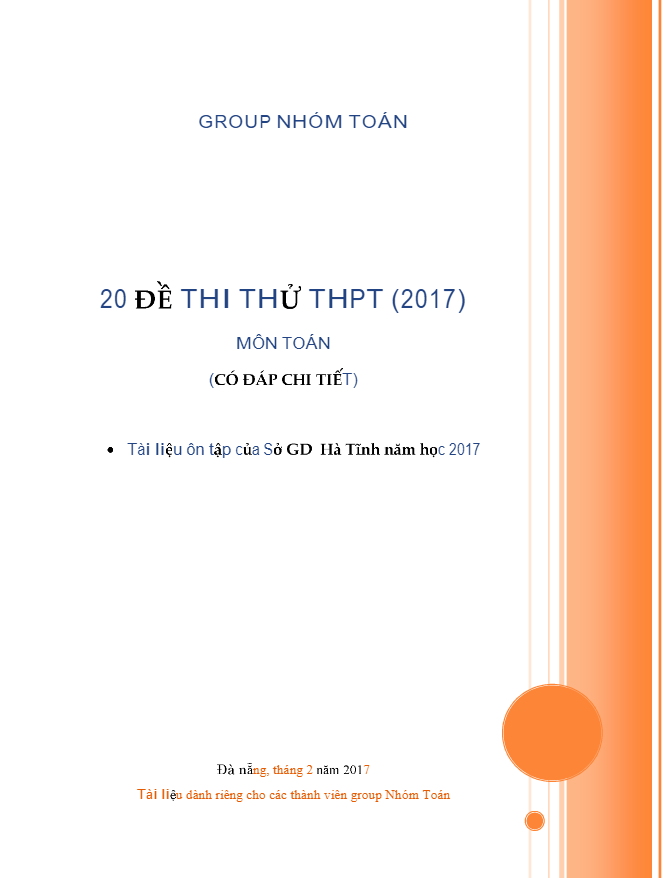 GROUP NHÓM TOÁN
20 ĐỀ THI THỬ THPT (2017)
MÔN TOÁN
(CÓ ĐÁP CHI TIẾT)
• Tài liệu ôn tập của Sở GD Hà Tĩnh năm học 2017
Đà nẵng, tháng 2 năm 2017
Tài liệu dành riêng cho các thành viên group Nhóm Toán